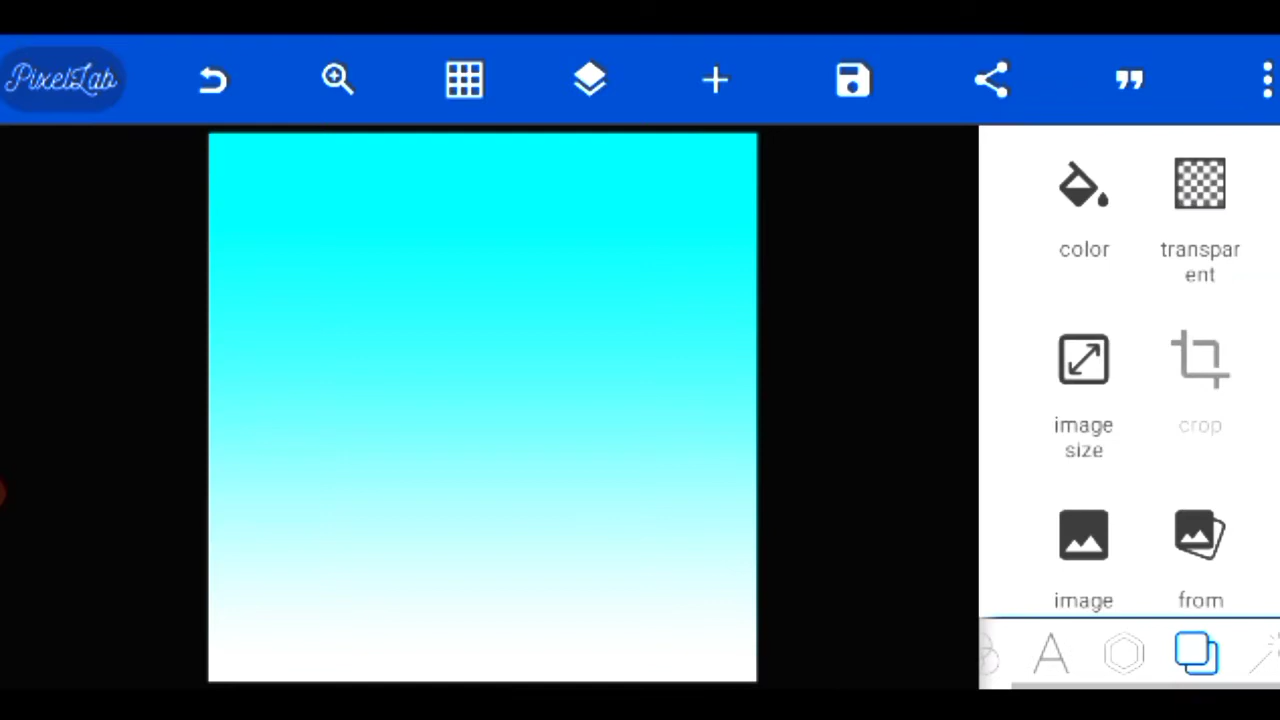 PixelLab
color
transpar
ent
image
size
crop
image
from